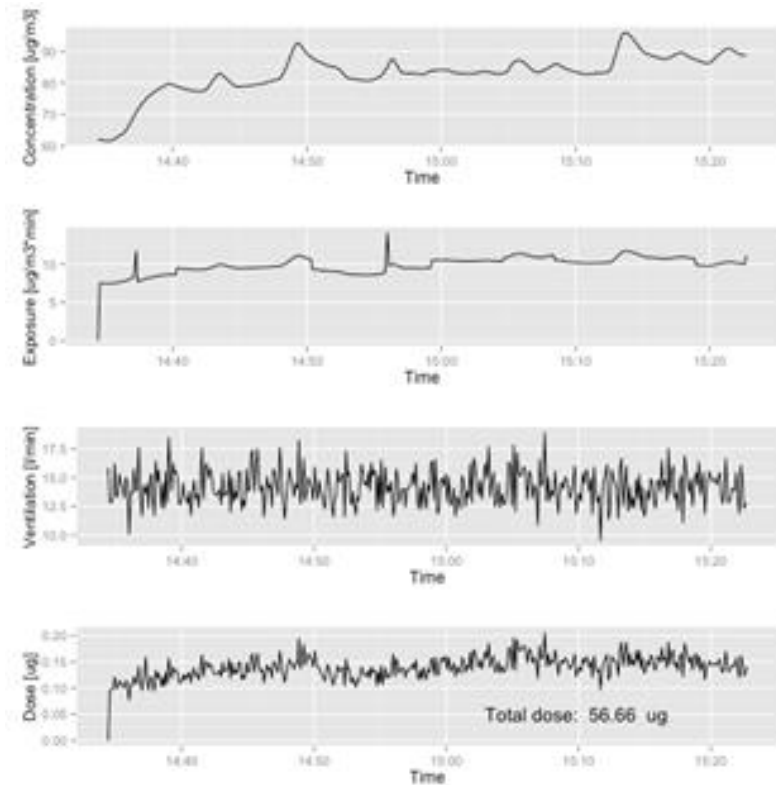 Concentration [ug/m3]
90
80
70
60
14:40 14:50 15:00 15:10 15:20
Time
Exposure [ug/m3*min]
10
5
0
14:40 14:50 15:00 15:10 15:20
Time
Ventilation [l/min]
17.5
15.0
12.5
10.0
14:40 14:50 15:00 15:10 15:20
Time
Dose [ug]
0.20
0.15
0.10
0.05
0.00
Total dose: 56.66 ug
14:40 14:50 15:00 15:10 15:20
Time